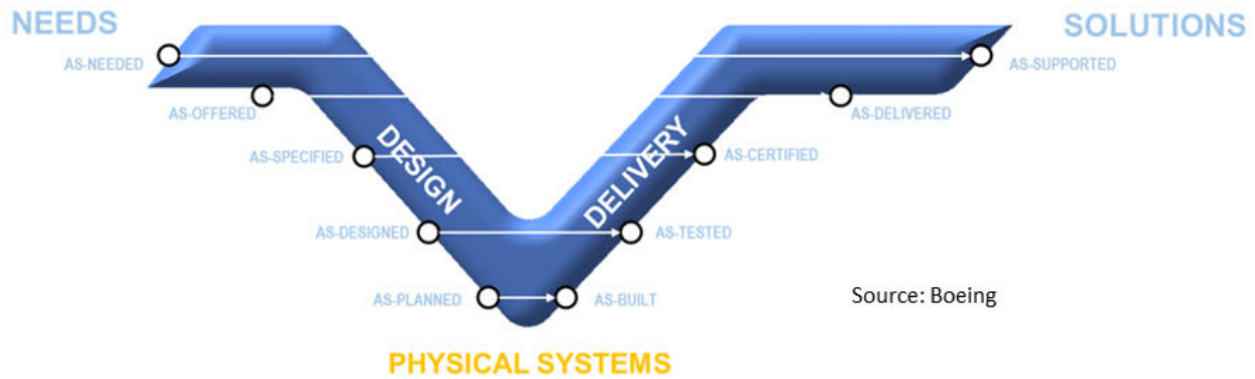 NEEDS
SOLUTIONS
AS-NEEDED
AS-SUPPORTED
AS-OFFERED
AS-DELIVERED
DESIGN
DELIVERY
AS-SPECIFIED
AS-CERTIFIED
AS-DESIGNED
AS-TESTED
AS-PLANNED
AS-BUILT
Source: Boeing
PHYSICAL SYSTEMS